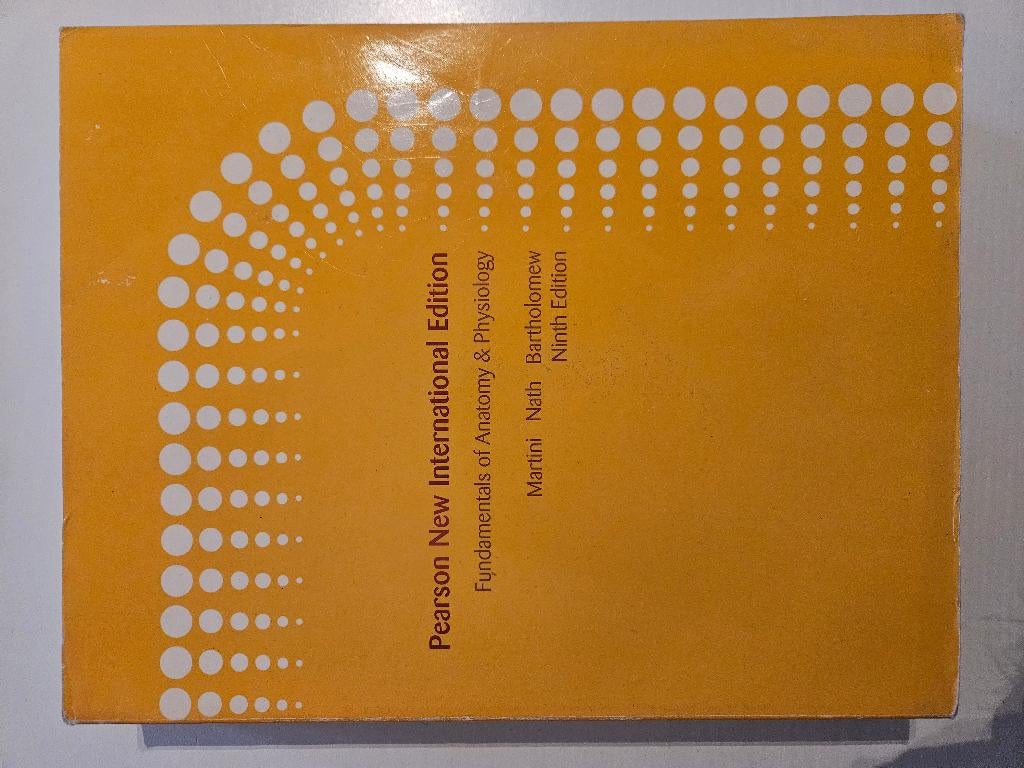 Pearson New International Edition
Fundamentals of Anatomy & Physiology
Martini Nath Bartholomew
Ninth Edition